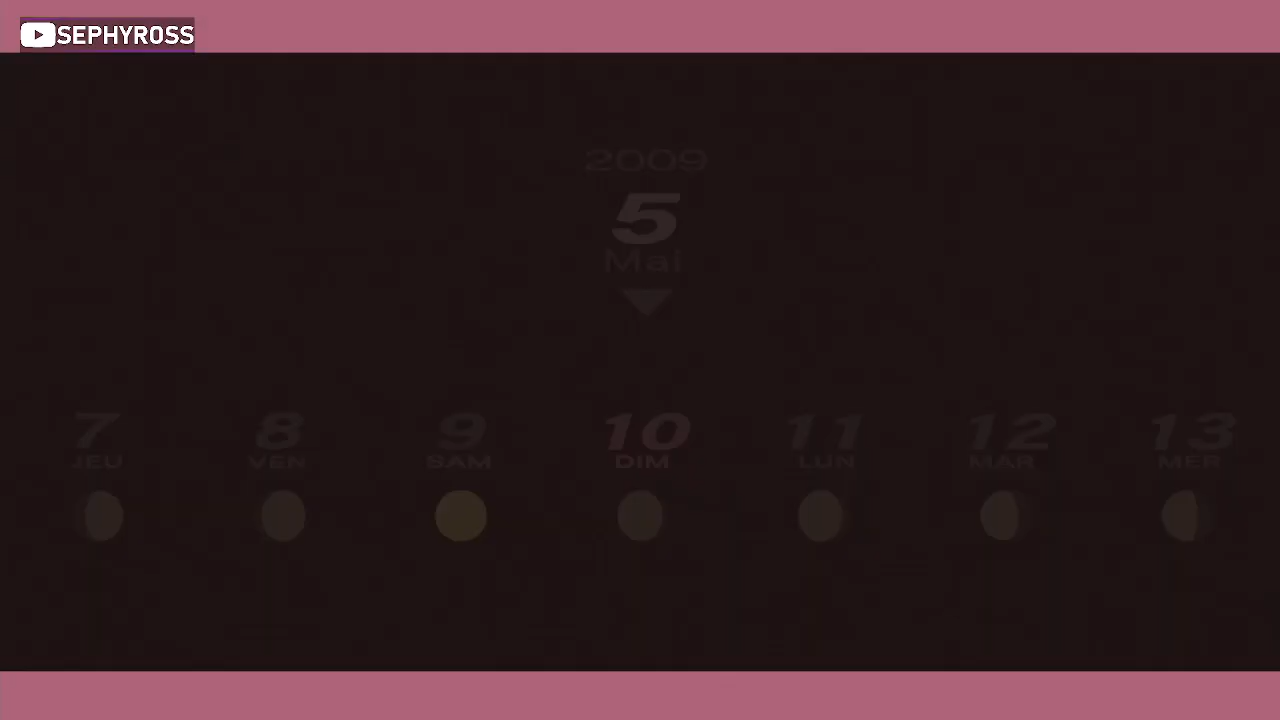 SEPHYROSS
2009
5
Mai
7 8 9 10 11 12 13
JEU VEN SAM DIM LUN MAR MER